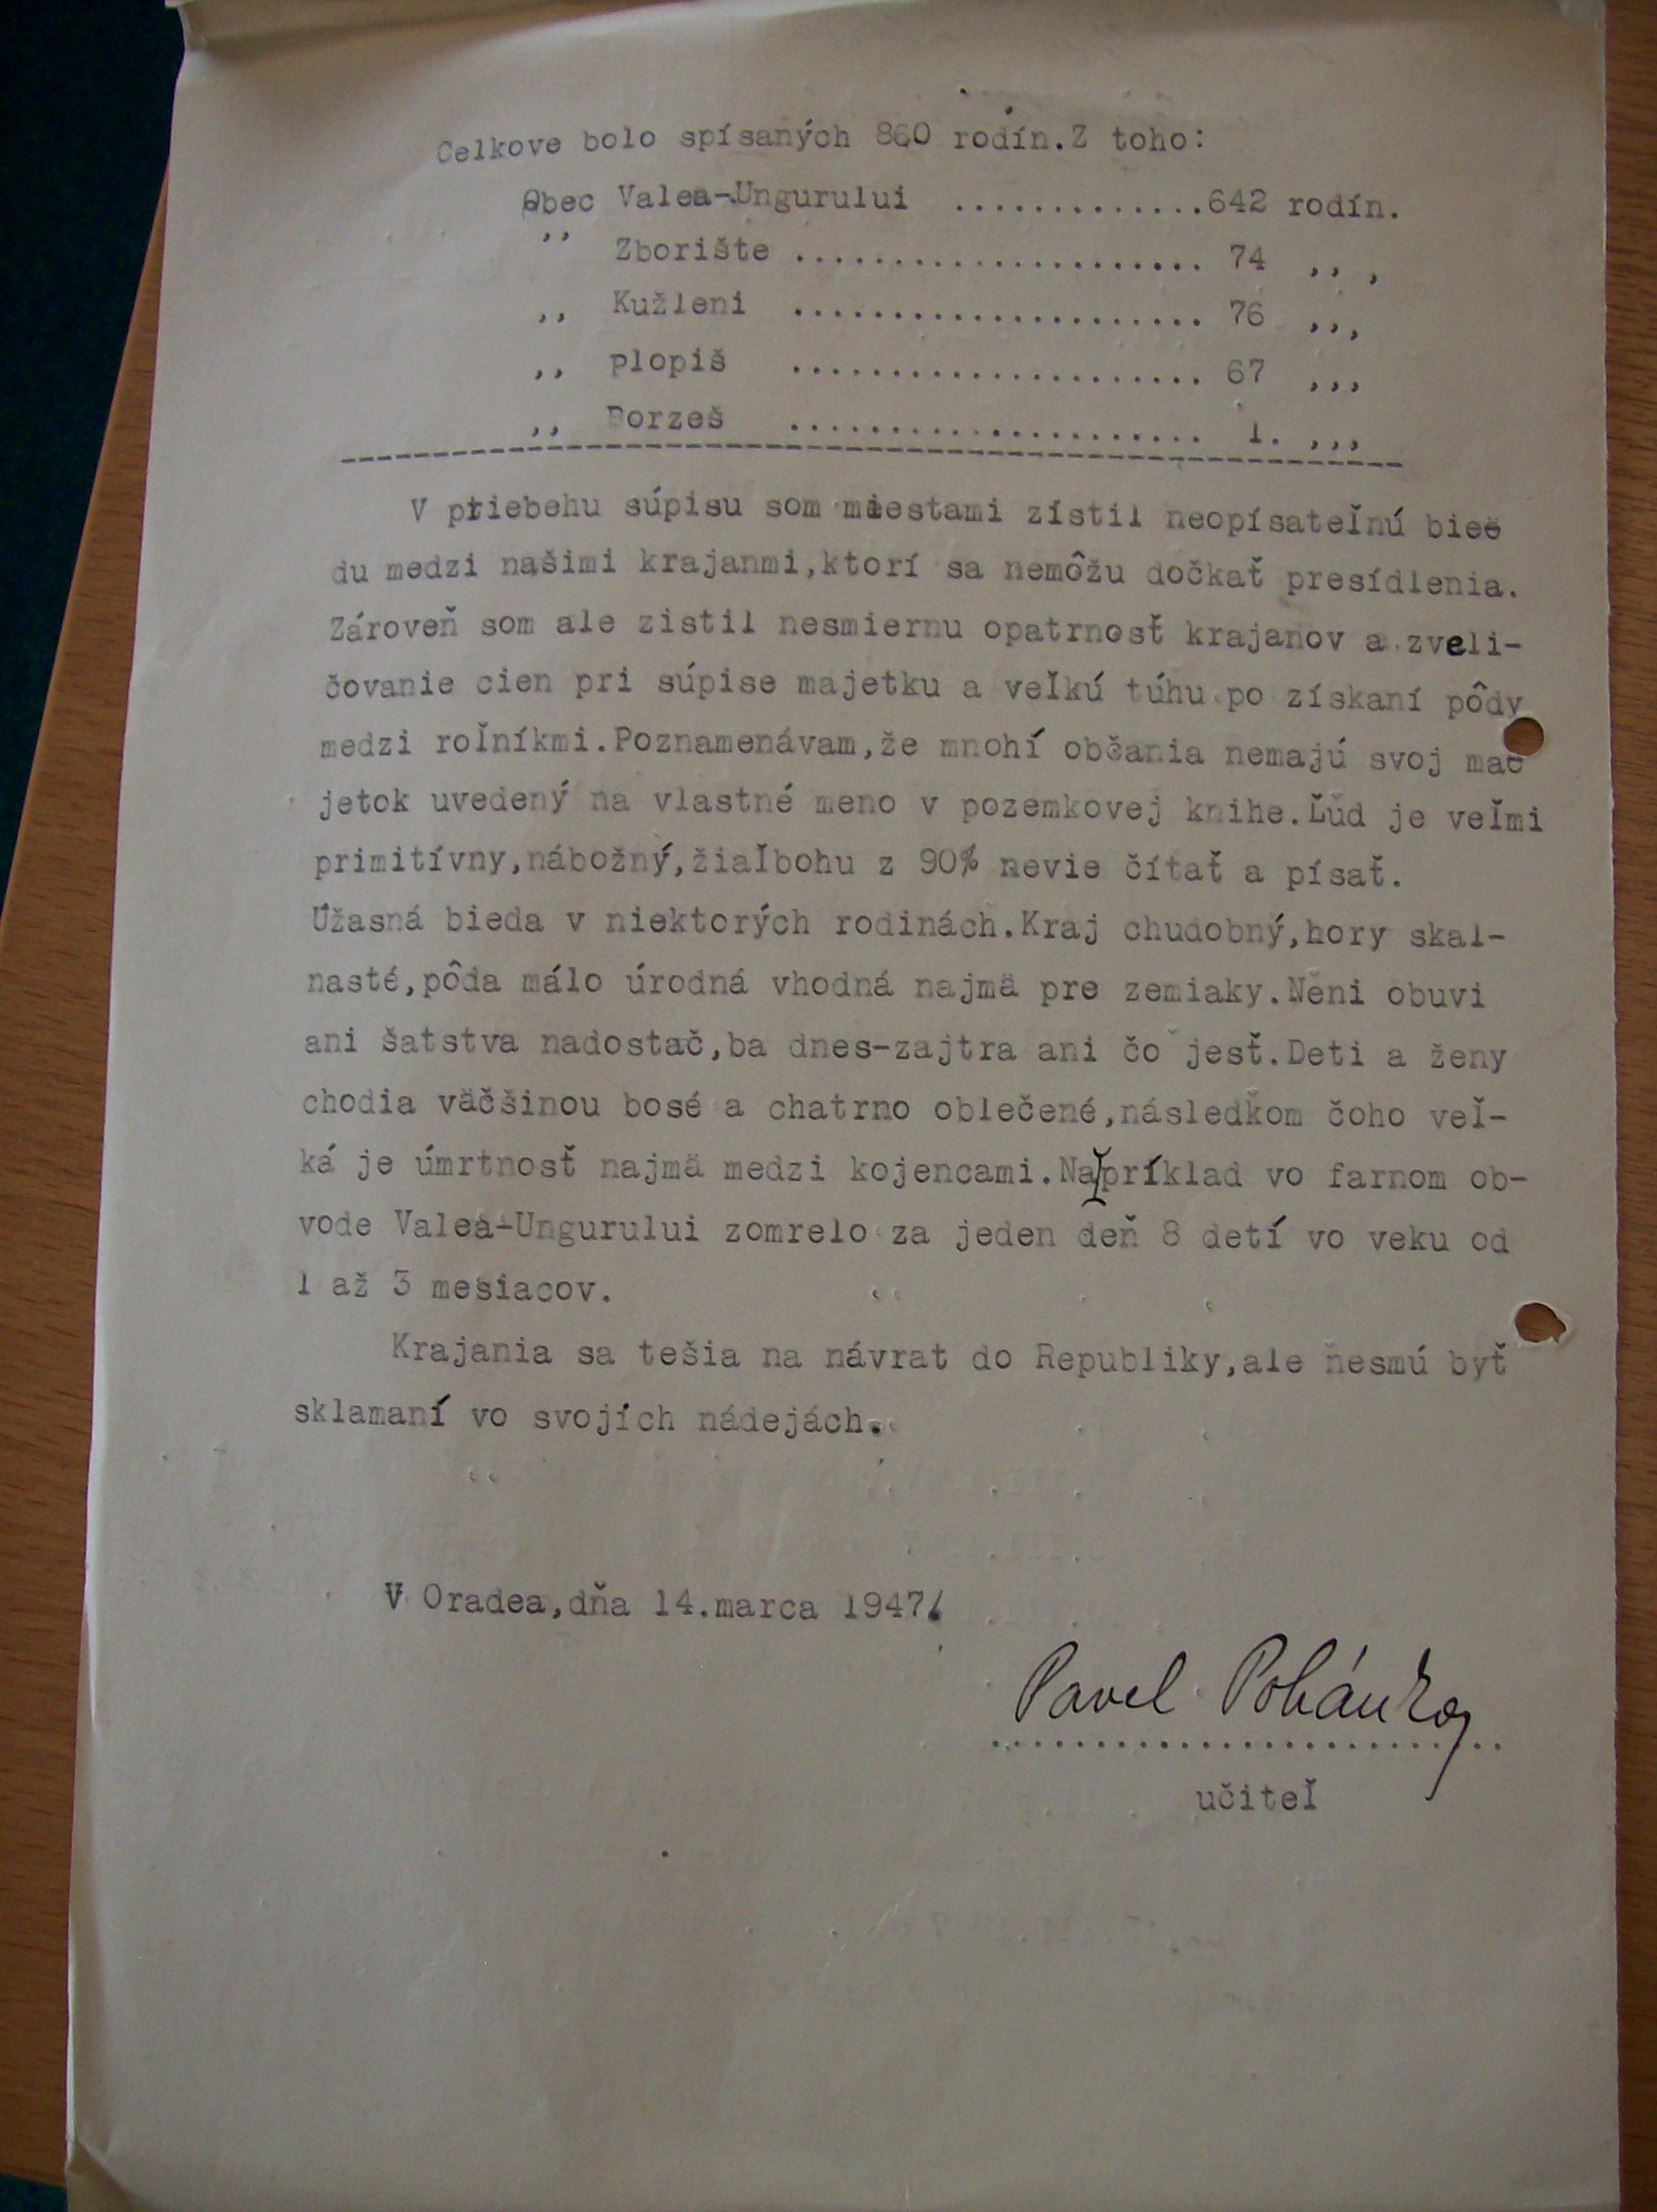 Celkove bolo spísaných 860 rodín.Z toho:
Obec Valea-Ungurului .............642 rodín.
,, Zborište ..................... 74 ,, ,
,, Kužleni ..................... 76 ,,,
,, plopiš ..................... 67 ,,,
,, Borzeš ..................... 1. ,,,
V priebehu súpisu som miestami zístil neopísateľnú bie-
du medzi našimi krajanmi,ktorí sa nemôžu dočkať presídlenia.
Zároveň som ale zistil nesmiernu opatrnosť krajanov a zveli-
čovanie cien pri súpise majetku a veľkú túhu po získaní pôdy
medzi roľníkmi.Poznamenávam,že mnohí občania nemajú svoj ma-
jetok uvedený na vlastné meno v pozemkovej knihe.Ľud je veľmi
primitívny,nábožný,žiaľbohu z 90% nevie čítať a písať.
Úžasná bieda v niektorých rodinách.Kraj chudobný,hory skal-
nasté,pôda málo úrodná vhodná najmä pre zemiaky.Neni obuvi
ani šatstva nadostač,ba dnes-zajtra ani čo jesť.Deti a ženy
chodia väčšinou bosé a chatrno oblečené,následkom čoho veľ-
ká je úmrtnosť najmä medzi kojencami.Napríklad vo farnom ob-
vode Valea-Ungurului zomrelo za jeden deň 8 detí vo veku od
1 až 3 mesiacov.
Krajania sa tešia na návrat do Republiky,ale nesmú byť
sklamaní vo svojích nádejách.
V Oradea,dňa 14.marca 1947.
Pavel Pohánka
.........................
učiteľ